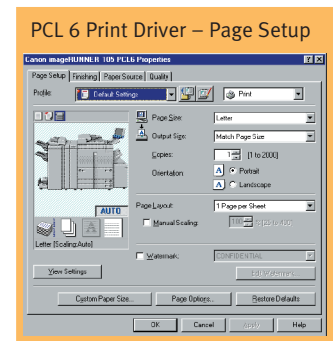 PCL 6 Print Driver – Page Setup
Canon imageRUNNER 105 PCL6 Properties
Page Setup Finishing Paper Source Quality
Profile: Default Settings Print
Page Size: Letter
Output Size: Match Page Size
Copies: 1 [1 to 2000]
Orientation A Portrait
A Landscape
AUTO
Page Layout: 1 Page per Sheet
Manual Scaling: 100 % [25 to 400]
A
Letter [Scaling:Auto]
Watermark: CONFIDENTIAL
View Settings Edit Watermark...
Custom Paper Size... Page Options... Restore Defaults
OK Cancel Apply Help